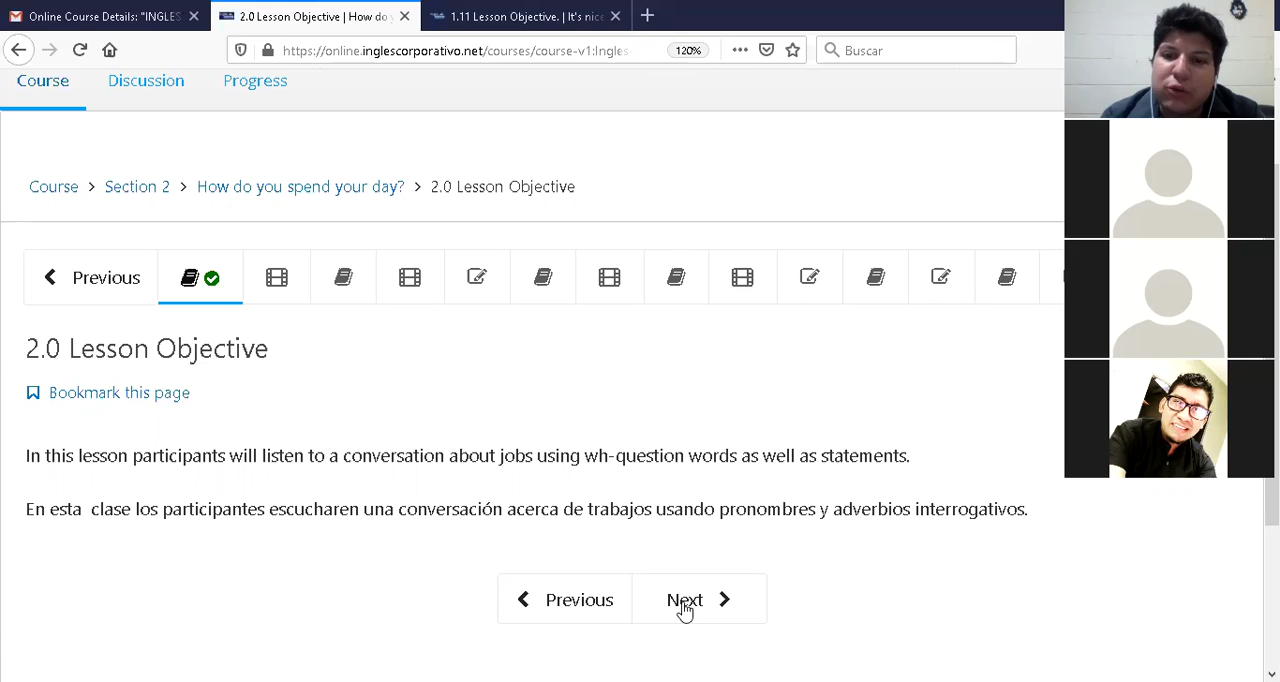 Online Course Details: "INGLES
2.0 Lesson Objective | How do y
1.11 Lesson Objective. | It's nice
https://online.inglescorporativo.net/courses/course-v1:Ingles-
120%
Buscar
Course
Discussion
Progress
Course > Section 2 > How do you spend your day? > 2.0 Lesson Objective
Previous
2.0 Lesson Objective
Bookmark this page
In this lesson participants will listen to a conversation about jobs using wh-question words as well as statements.
En esta clase los participantes escucharen una conversación acerca de trabajos usando pronombres y adverbios interrogativos.
Previous
Next